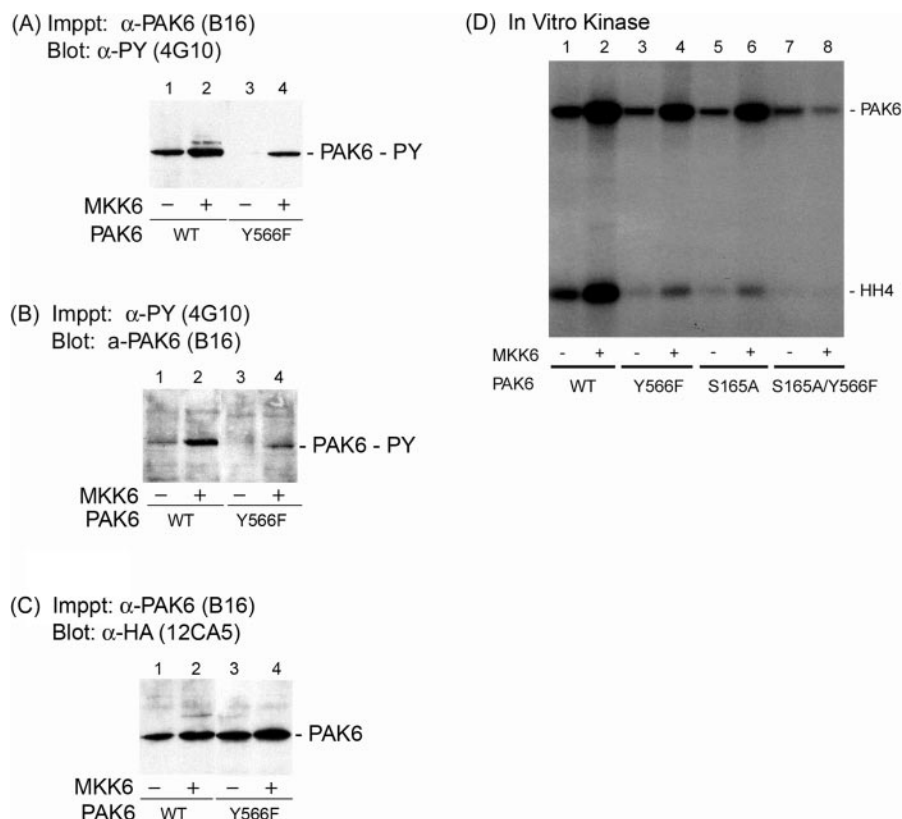 (A) Imppt: α-PAK6 (B16)
Blot: α-PY (4G10)
1 2 3 4
- PAK6 - PY
MKK6 – + – +
PAK6 WT Y566F
(B) Imppt: α-PY (4G10)
Blot: a-PAK6 (B16)
1 2 3 4
- PAK6 - PY
MKK6 – + – +
PAK6 WT Y566F
(C) Imppt: α-PAK6 (B16)
Blot: α-HA (12CA5)
1 2 3 4
- PAK6
MKK6 – + – +
PAK6 WT Y566F
(D) In Vitro Kinase
1 2 3 4 5 6 7 8
- PAK6
- HH4
MKK6 - + - + - + - +
PAK6 WT Y566F S165A S165A/Y566F